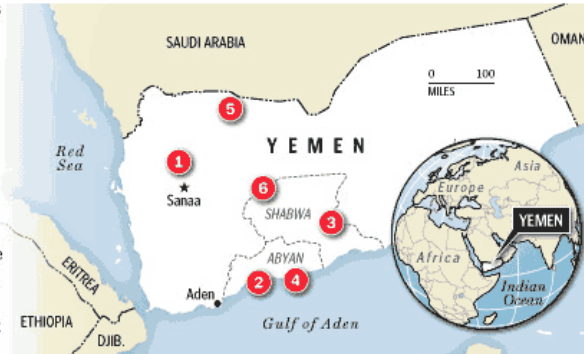 SAUDI ARABIA
OMAN
0 100
MILES
5
Red
Sea
YEMEN
1
Sanaa
6
SHABWA
3
ABYAN
2
4
Aden
Gulf of Aden
ERITREA
ETHIOPIA
DJIB.
Asia
Europe
YEMEN
Africa
Indian
Ocean